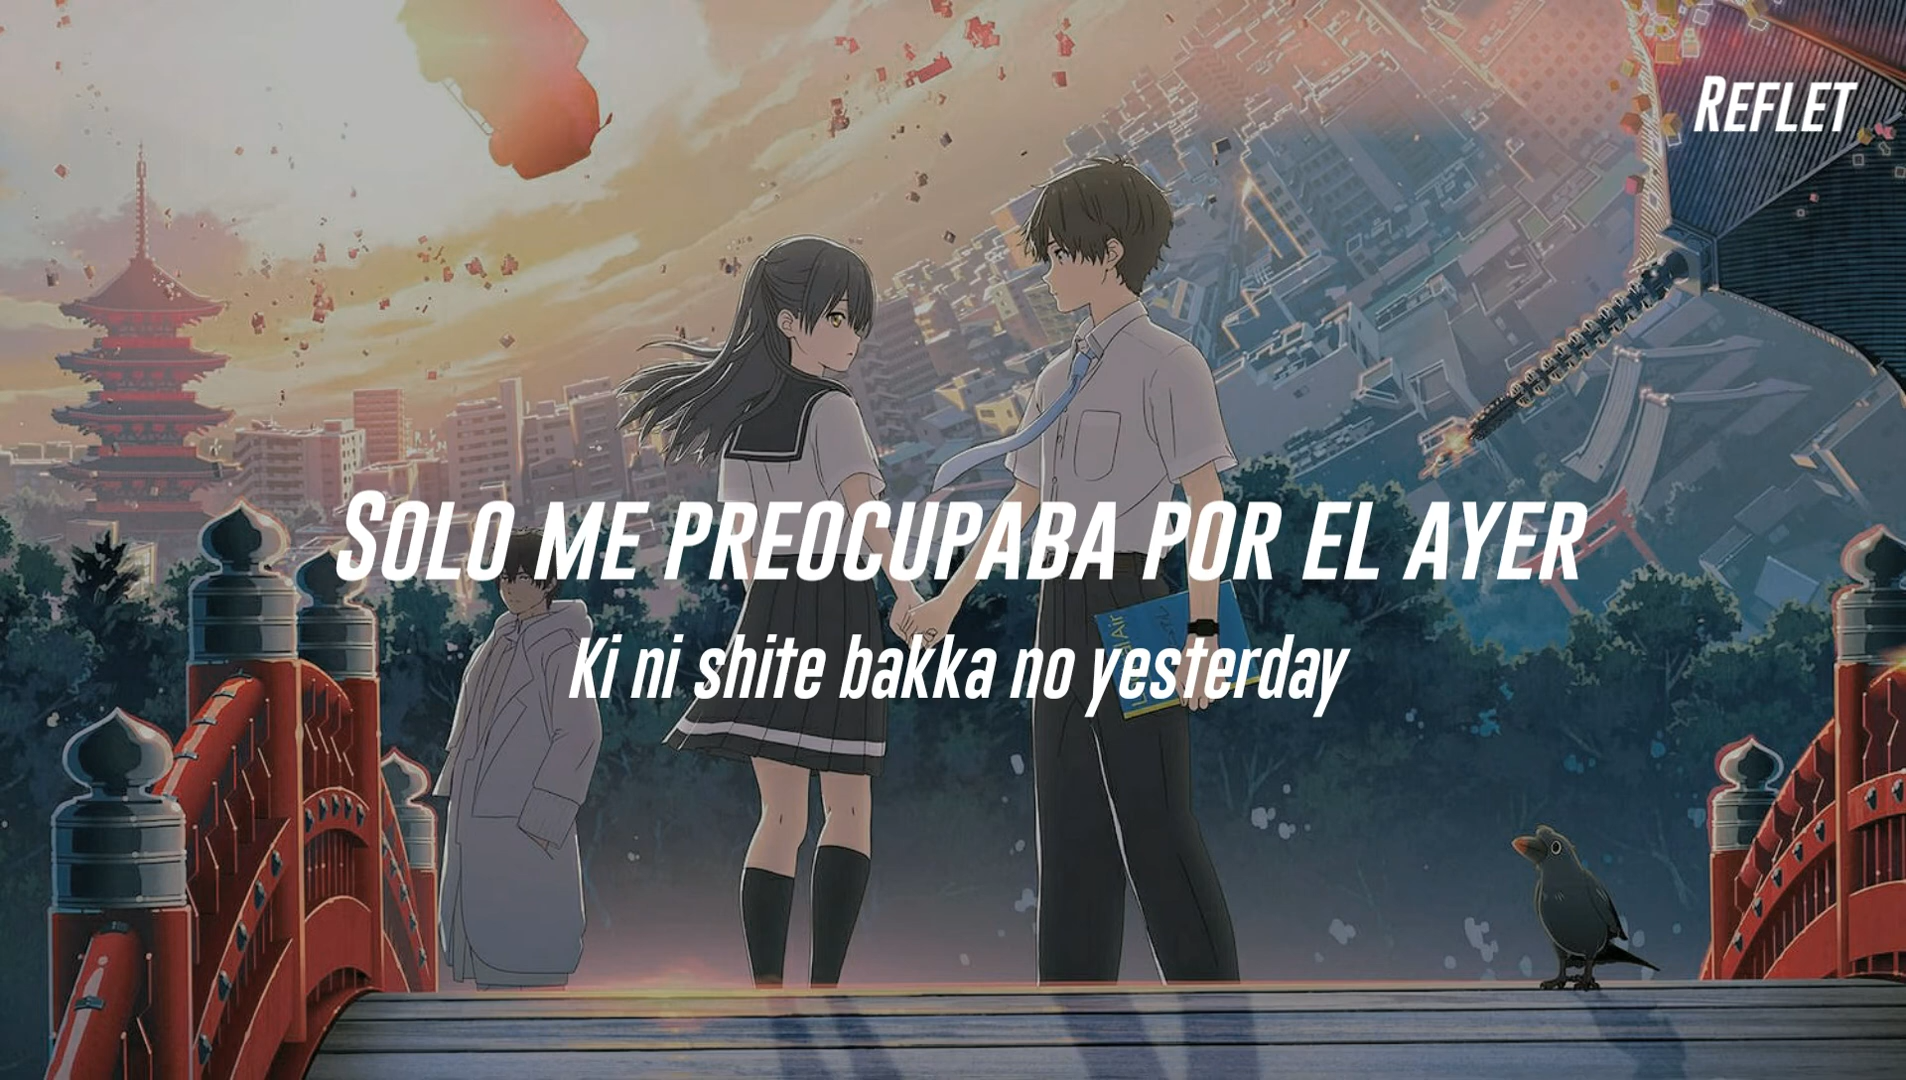 REFLET
SOLO ME PREOCUPABA POR EL AYER
Ki ni shite bakka no yesterday